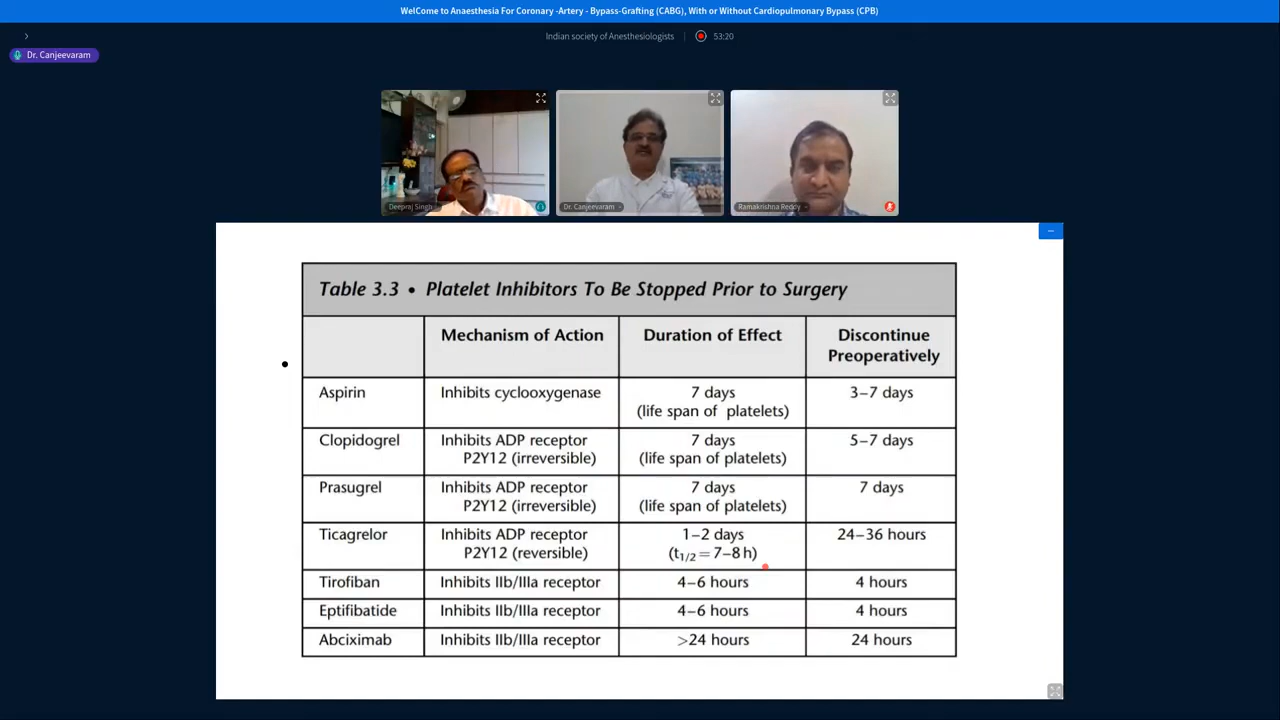 WelCome to Anaesthesia For Coronary -Artery - Bypass-Grafting (CABG), With or Without Cardiopulmonary Bypass (CPB)
Indian society of Anesthesiologists | 53:20
Dr. Canjeevaram
Deepraj Singh
Dr. Canjeevaram
Ramakrishna Reddy
Table 3.3 • Platelet Inhibitors To Be Stopped Prior to Surgery
Mechanism of Action Duration of Effect Discontinue
Preoperatively
Aspirin Inhibits cyclooxygenase 7 days 3–7 days
(life span of platelets)
Clopidogrel Inhibits ADP receptor 7 days 5–7 days
P2Y12 (irreversible) (life span of platelets)
Prasugrel Inhibits ADP receptor 7 days 7 days
P2Y12 (irreversible) (life span of platelets)
Ticagrelor Inhibits ADP receptor 1–2 days 24–36 hours
P2Y12 (reversible) (t1/2 = 7–8 h)
Tirofiban Inhibits IIb/IIIa receptor 4–6 hours 4 hours
Eptifibatide Inhibits IIb/IIIa receptor 4–6 hours 4 hours
Abciximab Inhibits IIb/IIIa receptor >24 hours 24 hours